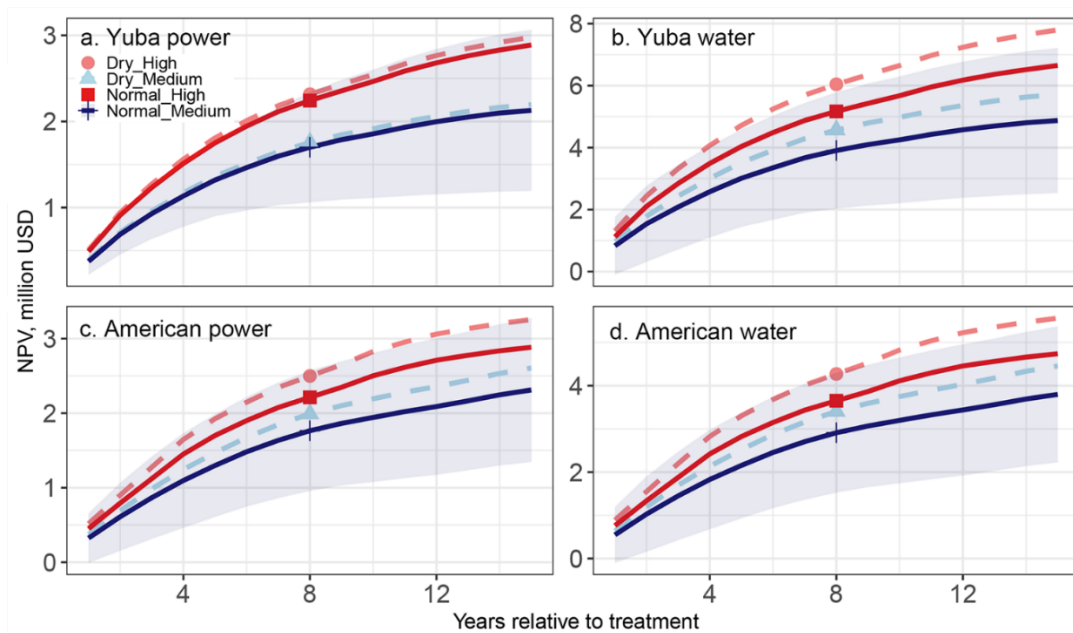 a. Yuba power
Dry_High
Dry_Medium
Normal_High
Normal_Medium
3
2
1
b. Yuba water
8
6
4
2
0
NPV, million USD
c. American power
3
2
1
0
4
8
12
d. American water
4
2
0
4
8
12
Years relative to treatment